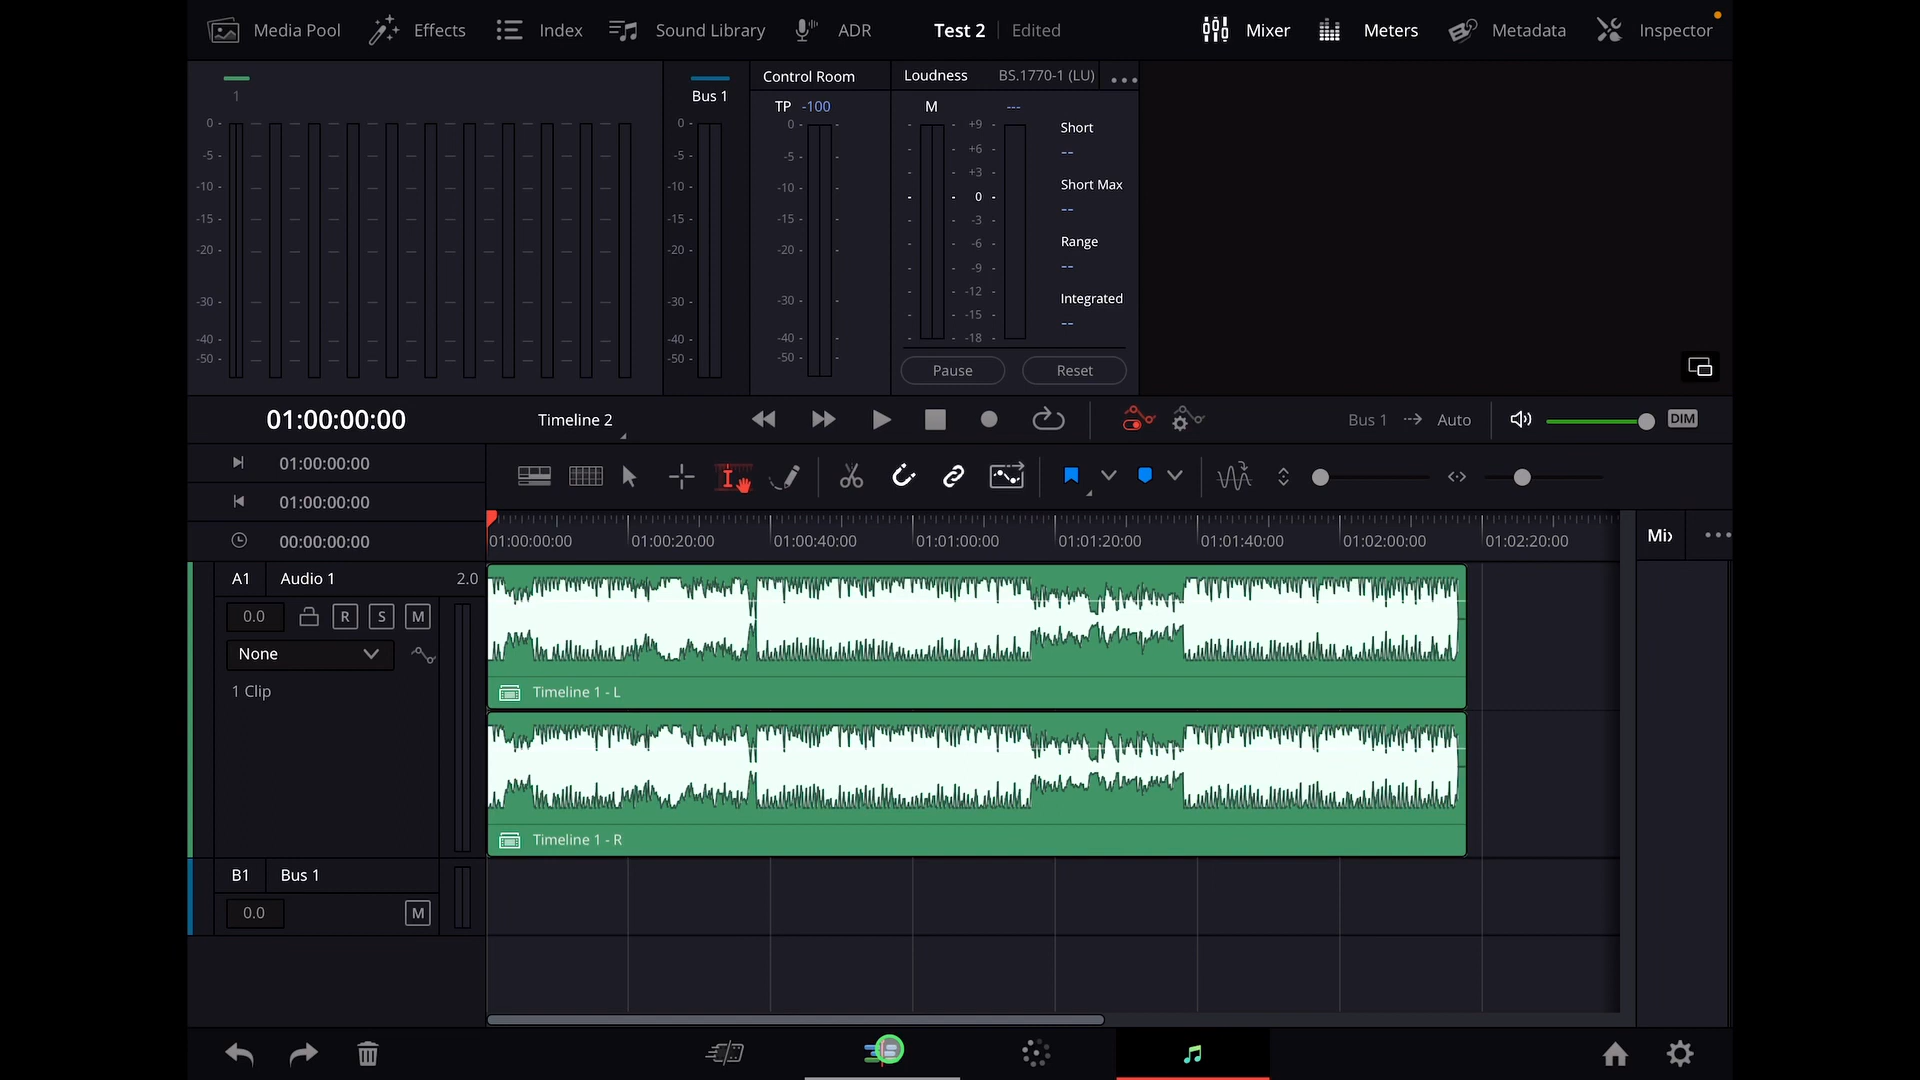 Media Pool Effects Index Sound Library ADR Test 2 Edited Mixer Meters Metadata Inspector
1 Bus 1 Control Room Loudness BS.1770-1 (LU)
TP -100 M ---
0 -5 -10 -15 -20 -30 -40 -50
0 -5 -10 -15 -20 -30 -40 -50
0 -5 -10 -15 -20 -30 -40 -50
+9 +6 +3 0 -3 -6 -9 -12 -15 -18
Short
--
Short Max
--
Range
--
Integrated
--
Pause Reset
01:00:00:00 Timeline 2 Bus 1 Auto DIM
01:00:00:00
01:00:00:00
00:00:00:00
01:00:00:00 01:00:20:00 01:00:40:00 01:01:00:00 01:01:20:00 01:01:40:00 01:02:00:00 01:02:20:00 Mix
A1 Audio 1 2.0
0.0 R S M
None
1 Clip
Timeline 1 - L
Timeline 1 - R
B1 Bus 1
0.0 M